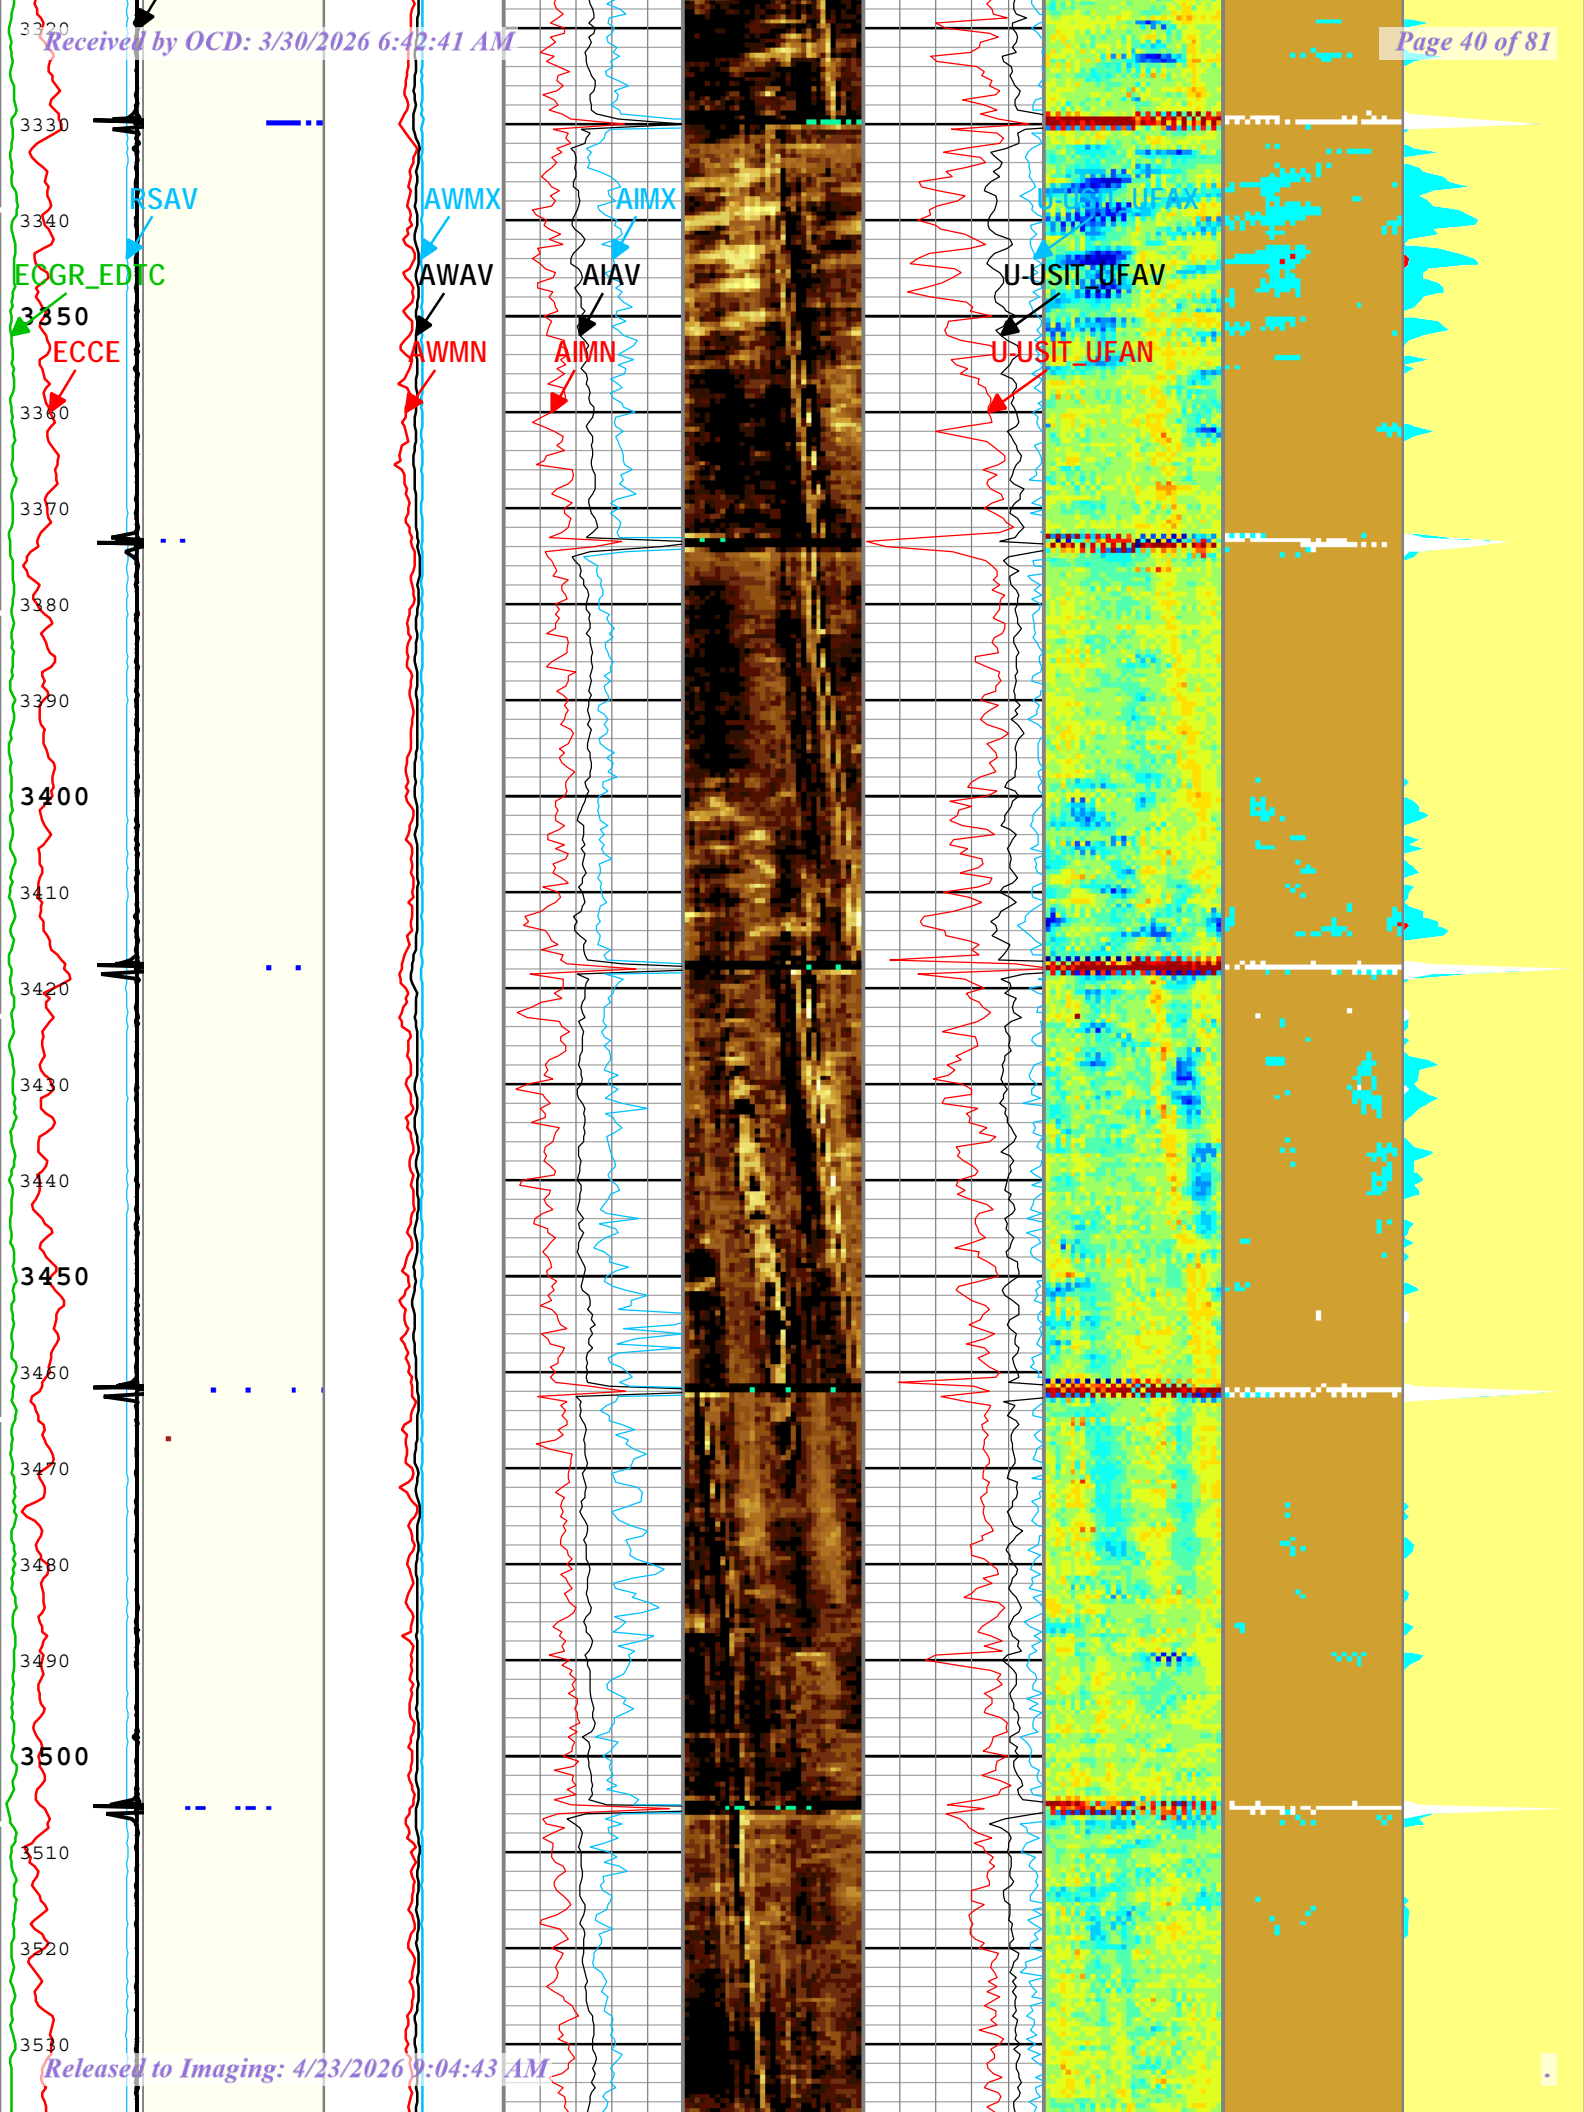 3320
Received by OCD: 3/30/2026 6:42:41 AM
Page 40 of 81
3330
RSAV
AWMX
AIMX
U-USIT_UFAX
3340
ECGR_EDTC
AWAV
AIAV
U-USIT_UFAV
3350
ECCE
AWMN
AIMN
U-USIT_UFAN
3360
3370
3380
3390
3400
3410
3420
3430
3440
3450
3460
3470
3480
3490
3500
3510
3520
3530
Released to Imaging: 4/23/2026 9:04:43 AM